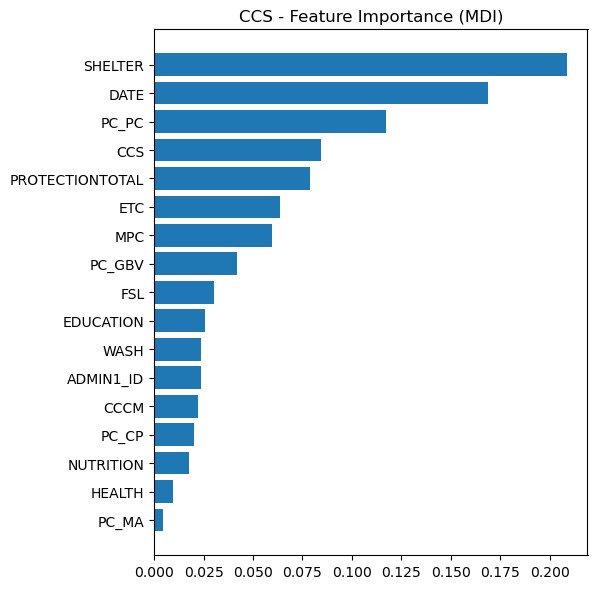 CCS - Feature Importance (MDI)
SHELTER
DATE
PC_PC
CCS
PROTECTIONTOTAL
ETC
MPC
PC_GBV
FSL
EDUCATION
WASH
ADMIN1_ID
CCCM
PC_CP
NUTRITION
HEALTH
PC_MA
0.000 0.025 0.050 0.075 0.100 0.125 0.150 0.175 0.200